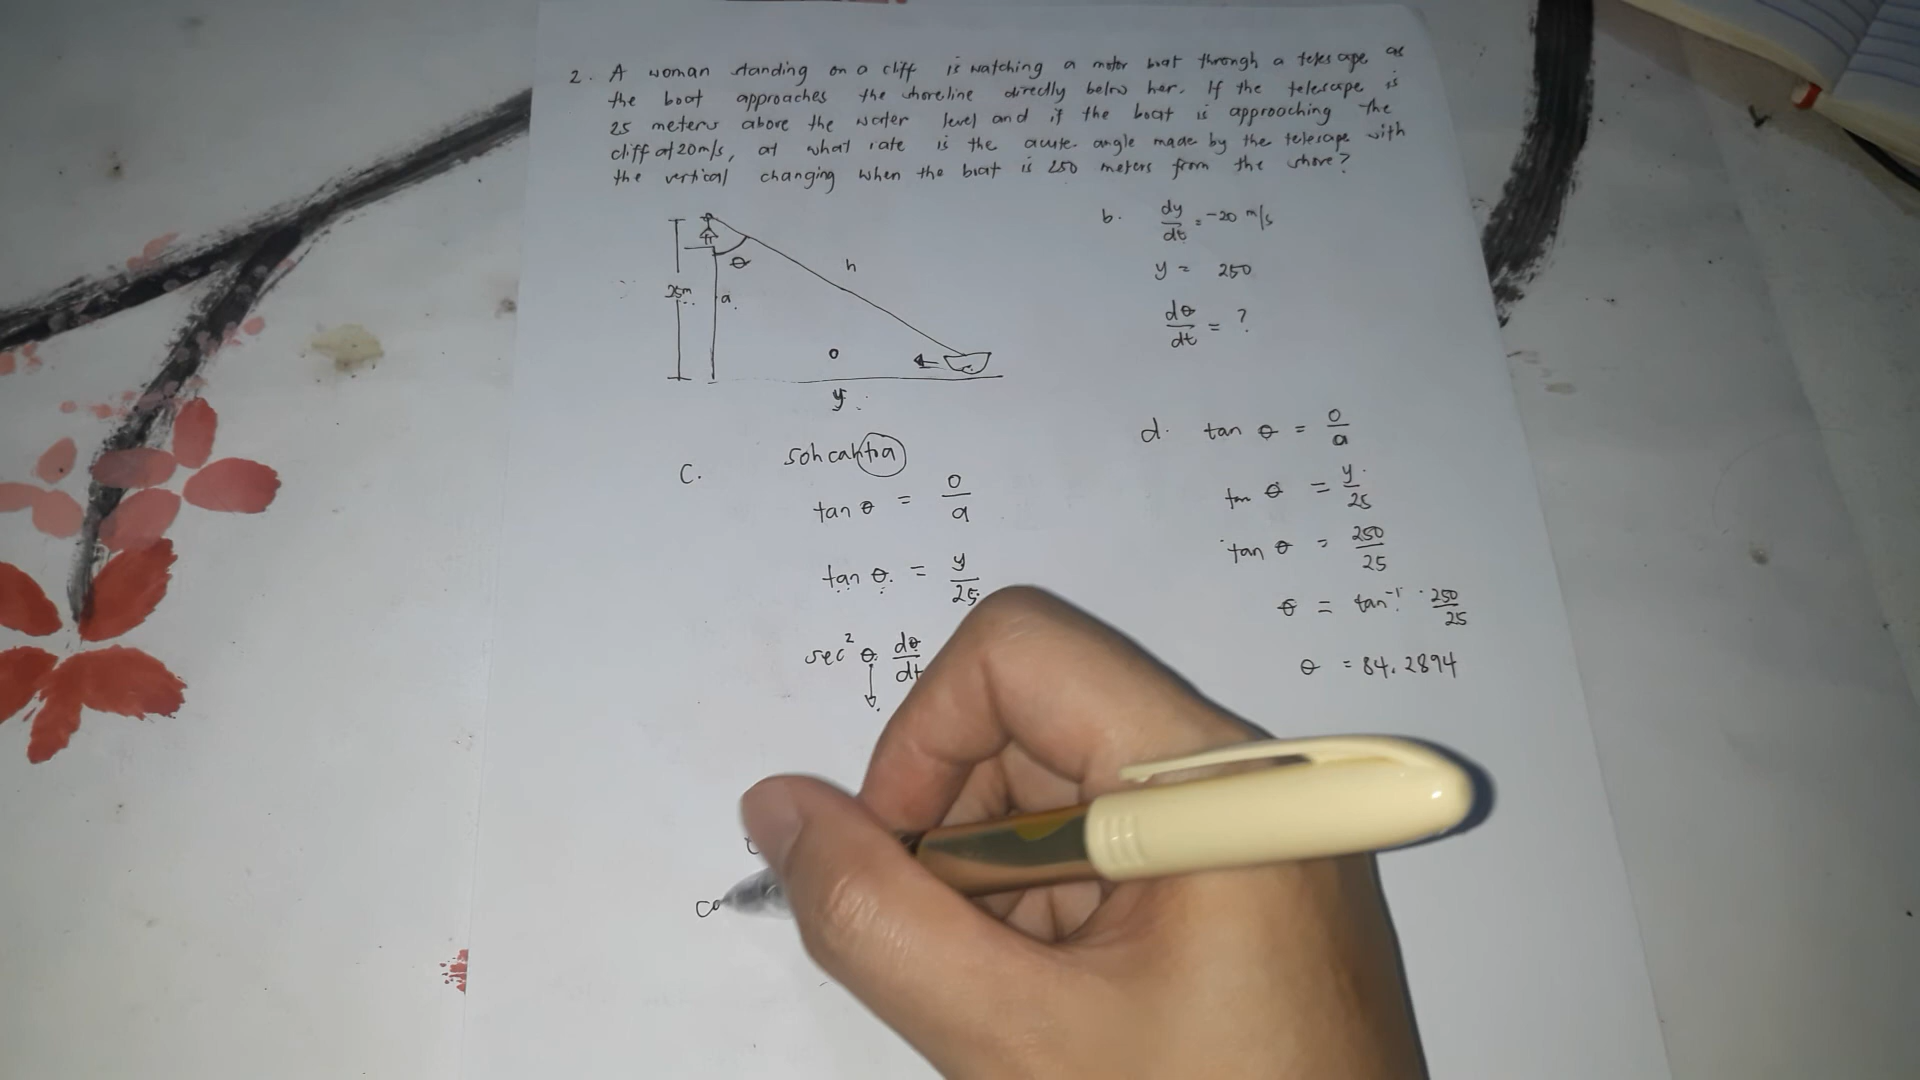 2. A woman standing on a cliff is watching a motor boat through a telescape as
the boat approaches the shoreline directly below her. If the telescape is
25 meters above the water level and if the boat is approaching the
cliff at 20m/s, at what rate is the acute angle made by the telescape with
the vertical changing when the boat is 250 meters from the shore?
25m
θ
h
a
o
y
b. dy/dt = -20 m/s
y = 250
dθ/dt = ?
c. sohcahtoa
tan θ = o/a
tan θ = y/25
sec² θ dθ/dt
co
d. tan θ = o/a
tan θ = y/25
tan θ = 250/25
θ = tan⁻¹ 250/25
θ = 84.2894